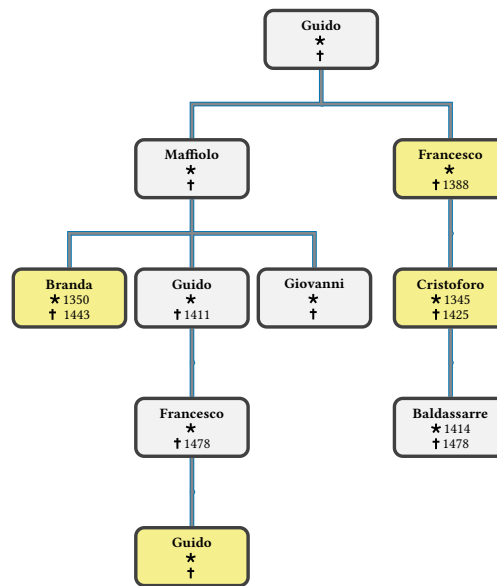 Guido
*
†
Maffiolo
*
†
Francesco
*
† 1388
Branda
* 1350
† 1443
Guido
*
† 1411
Giovanni
*
†
Cristoforo
* 1345
† 1425
Francesco
*
† 1478
Baldassarre
* 1414
† 1478
Guido
*
†